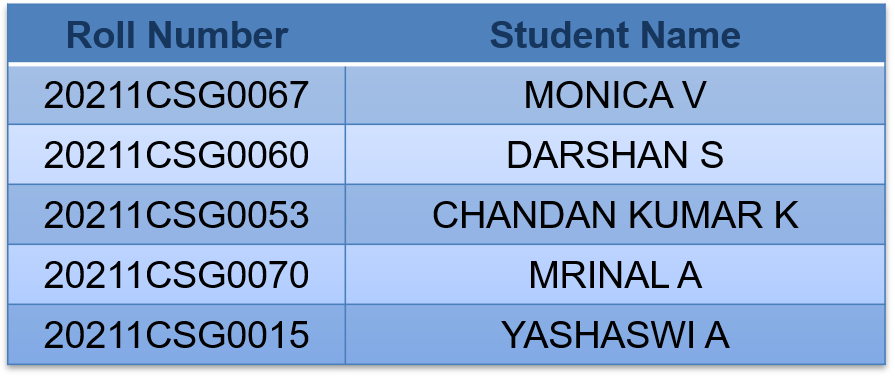 Roll Number Student Name
20211CSG0067 MONICA V
20211CSG0060 DARSHAN S
20211CSG0053 CHANDAN KUMAR K
20211CSG0070 MRINAL A
20211CSG0015 YASHASWI A